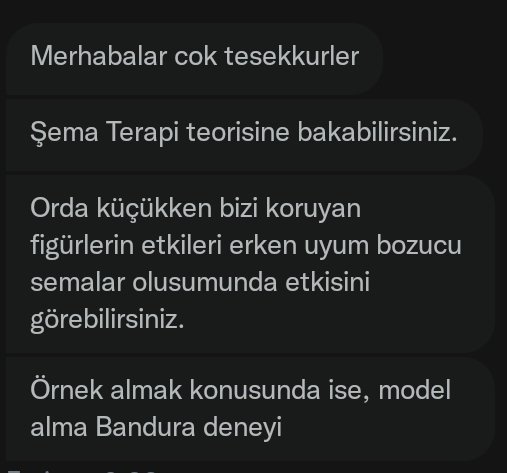 Merhabalar cok tesekkurler
Şema Terapi teorisine bakabilirsiniz.
Orda küçükken bizi koruyan
figürlerin etkileri erken uyum bozucu
semalar olusumunda etkisini
görebilirsiniz.
Örnek almak konusunda ise, model
alma Bandura deneyi